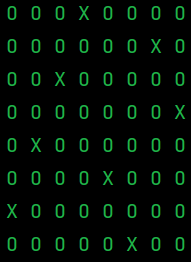 0 0 0 X 0 0 0 0
0 0 0 0 0 0 X 0
0 0 X 0 0 0 0 0
0 0 0 0 0 0 0 X
0 X 0 0 0 0 0 0
0 0 0 0 X 0 0 0
X 0 0 0 0 0 0 0
0 0 0 0 0 X 0 0